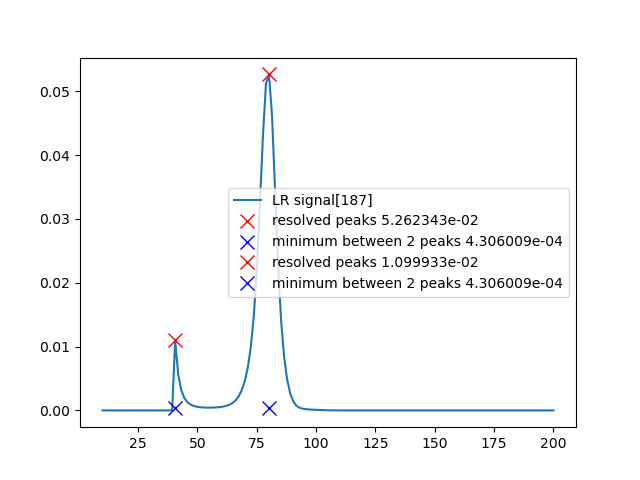 0.05
0.04
0.03
0.02
0.01
0.00
LR signal[187]
resolved peaks 5.262343e-02
minimum between 2 peaks 4.306009e-04
resolved peaks 1.099933e-02
minimum between 2 peaks 4.306009e-04
25 50 75 100 125 150 175 200